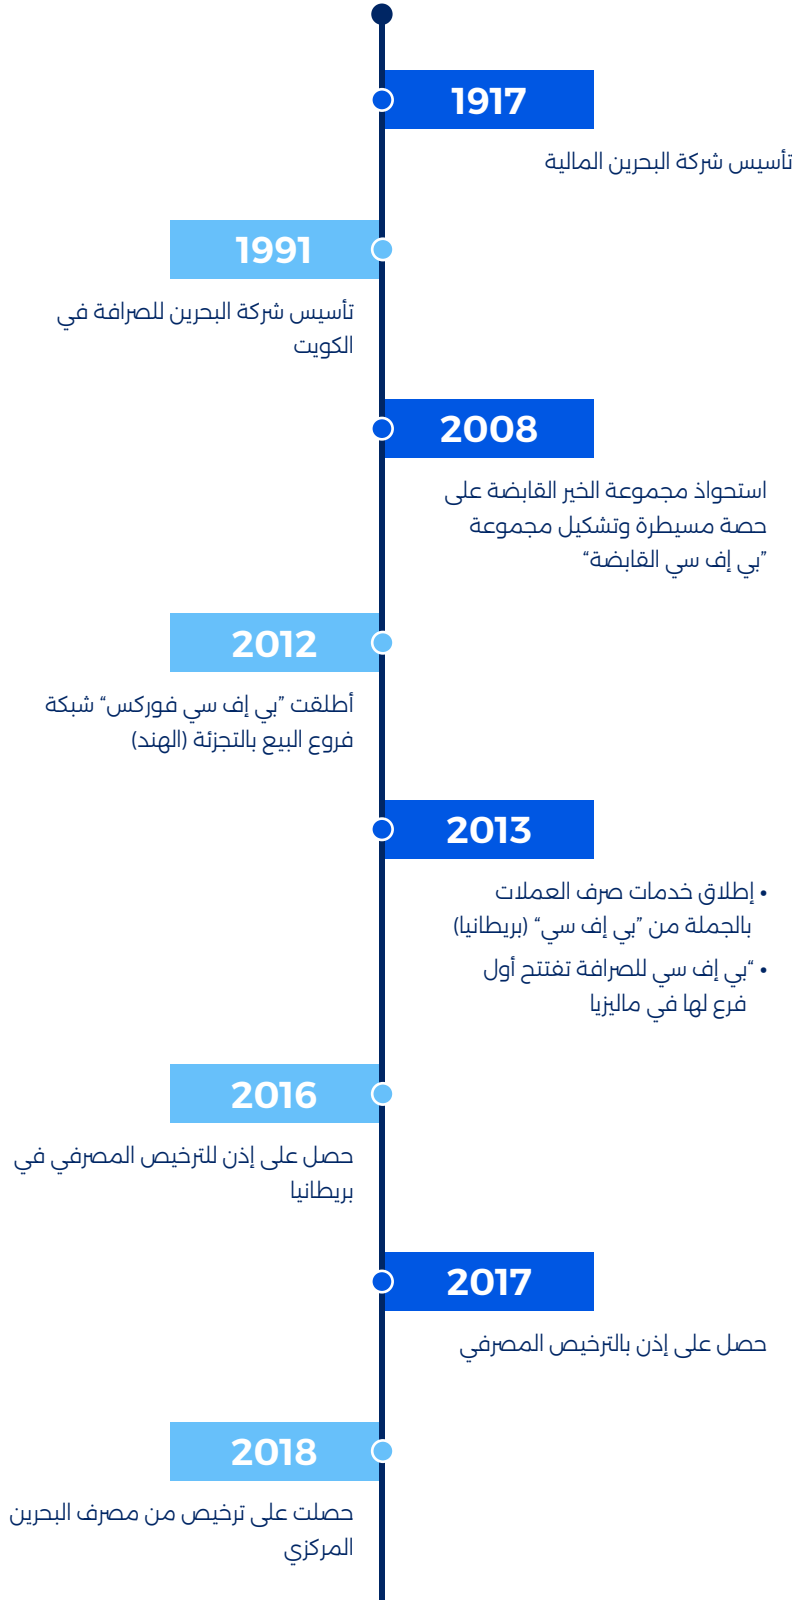 1917
تأسيس شركة البحرين المالية
1991
تأسيس شركة البحرين للصرافة في
الكويت
2008
استحواذ مجموعة الخير القابضة على
حصة مسيطرة وتشكيل مجموعة
”بي إف سي القابضة“
2012
أطلقت ”بي إف سي فوركس“ شبكة
فروع البيع بالتجزئة (الهند)
2013
• إطلاق خدمات صرف العملات
بالجملة من ”بي إف سي“ (بريطانيا)
• “بي إف سي للصرافة تفتتح أول
فرع لها في ماليزيا
2016
حصل على إذن للترخيص المصرفي في
بريطانيا
2017
حصل على إذن بالترخيص المصرفي
2018
حصلت على ترخيص من مصرف البحرين
المركزي